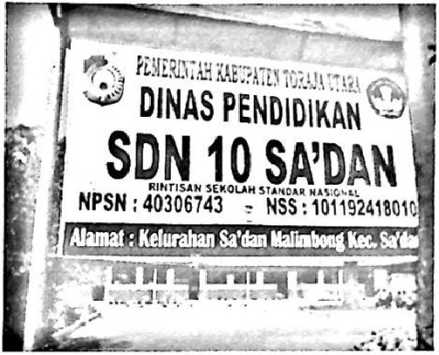 PEMERINTAH KABUPATEN TORAJA UTARA
DINAS PENDIDIKAN
SDN 10 SA'DAN
RINTISAN SEKOLAH STANDAR NASIONAL
NPSN : 40306743 - NSS : 101192418010
Alamat : Kelurahan Sa'dan Malimbong Kec. Sa'dan